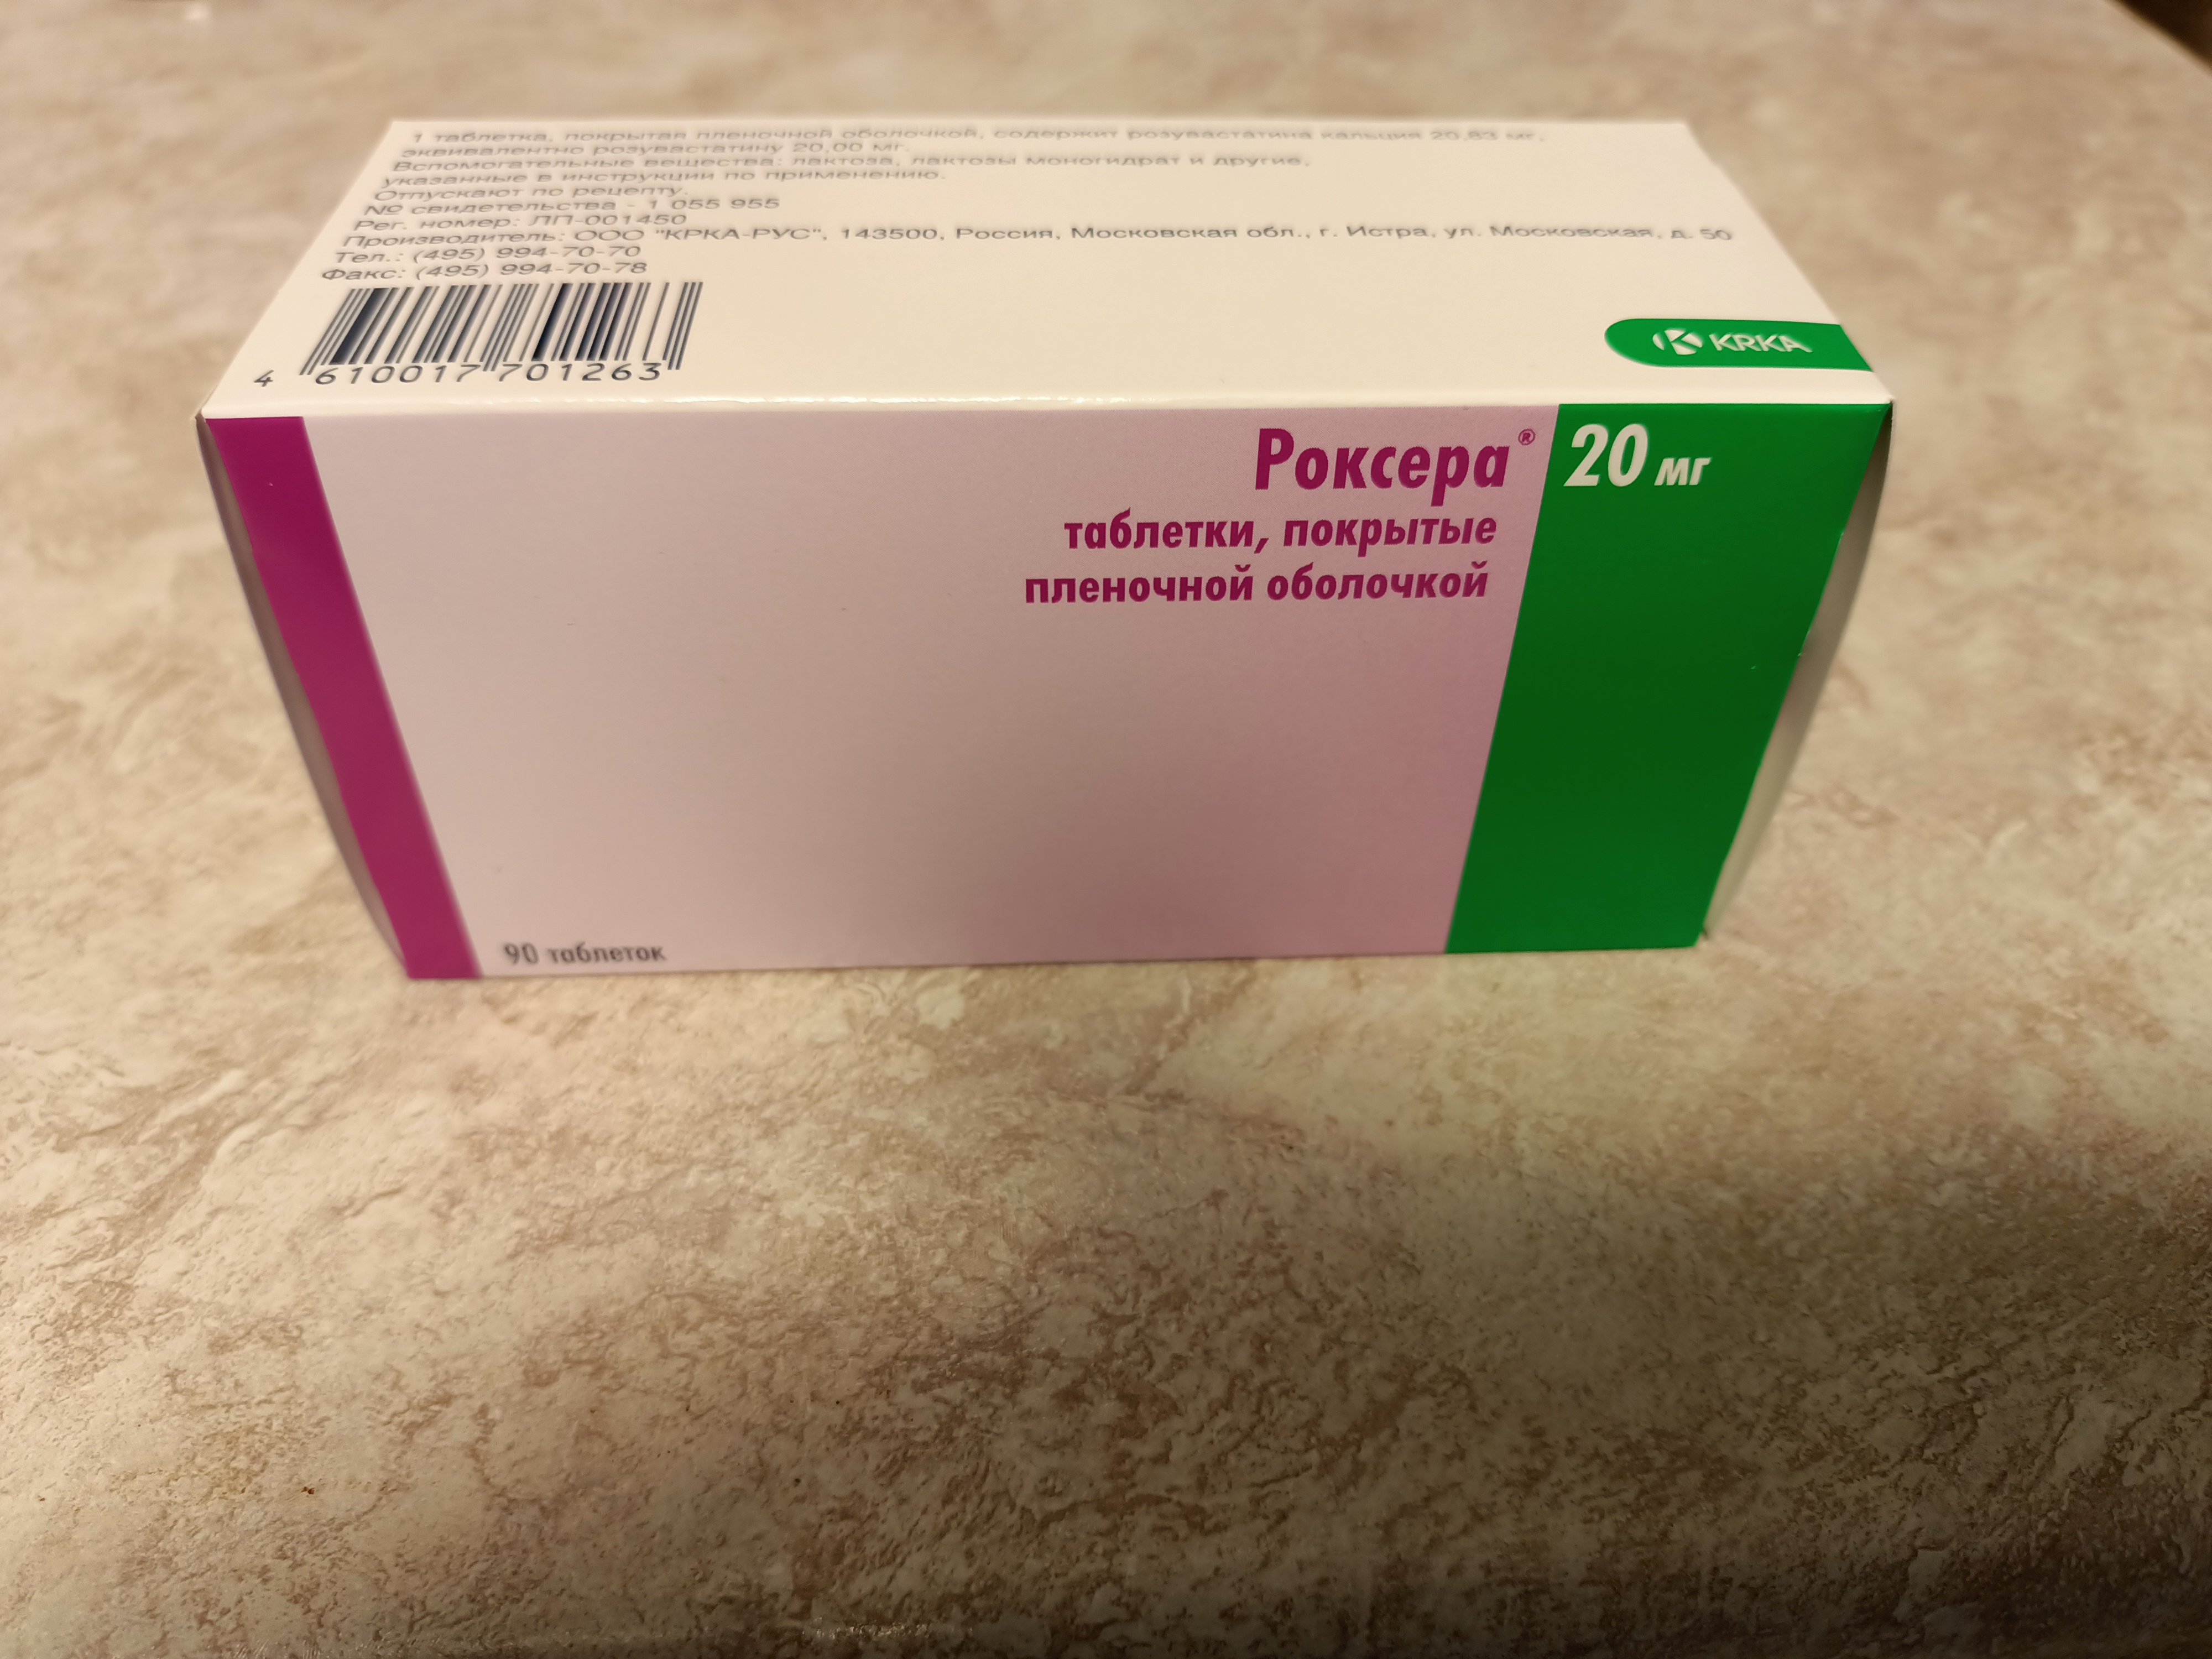 1 таблетка, покрытая пленочной оболочкой, содержит розувастатина кальция 20,83 мг,
эквивалентно розувастатину 20,00 мг.
Вспомогательные вещества: лактоза, лактозы моногидрат и другие,
указанные в инструкции по применению.
Отпускают по рецепту.
№ свидетельства - 1 055 955
Рег. номер: ЛП-001450
Производитель: ООО "КРКА-РУС", 143500, Россия, Московская обл., г. Истра, ул. Московская, д. 50
Тел.: (495) 994-70-70
Факс: (495) 994-70-78
4 610017 701263
KRKA
Роксера® 20 мг
таблетки, покрытые
пленочной оболочкой
90 таблеток